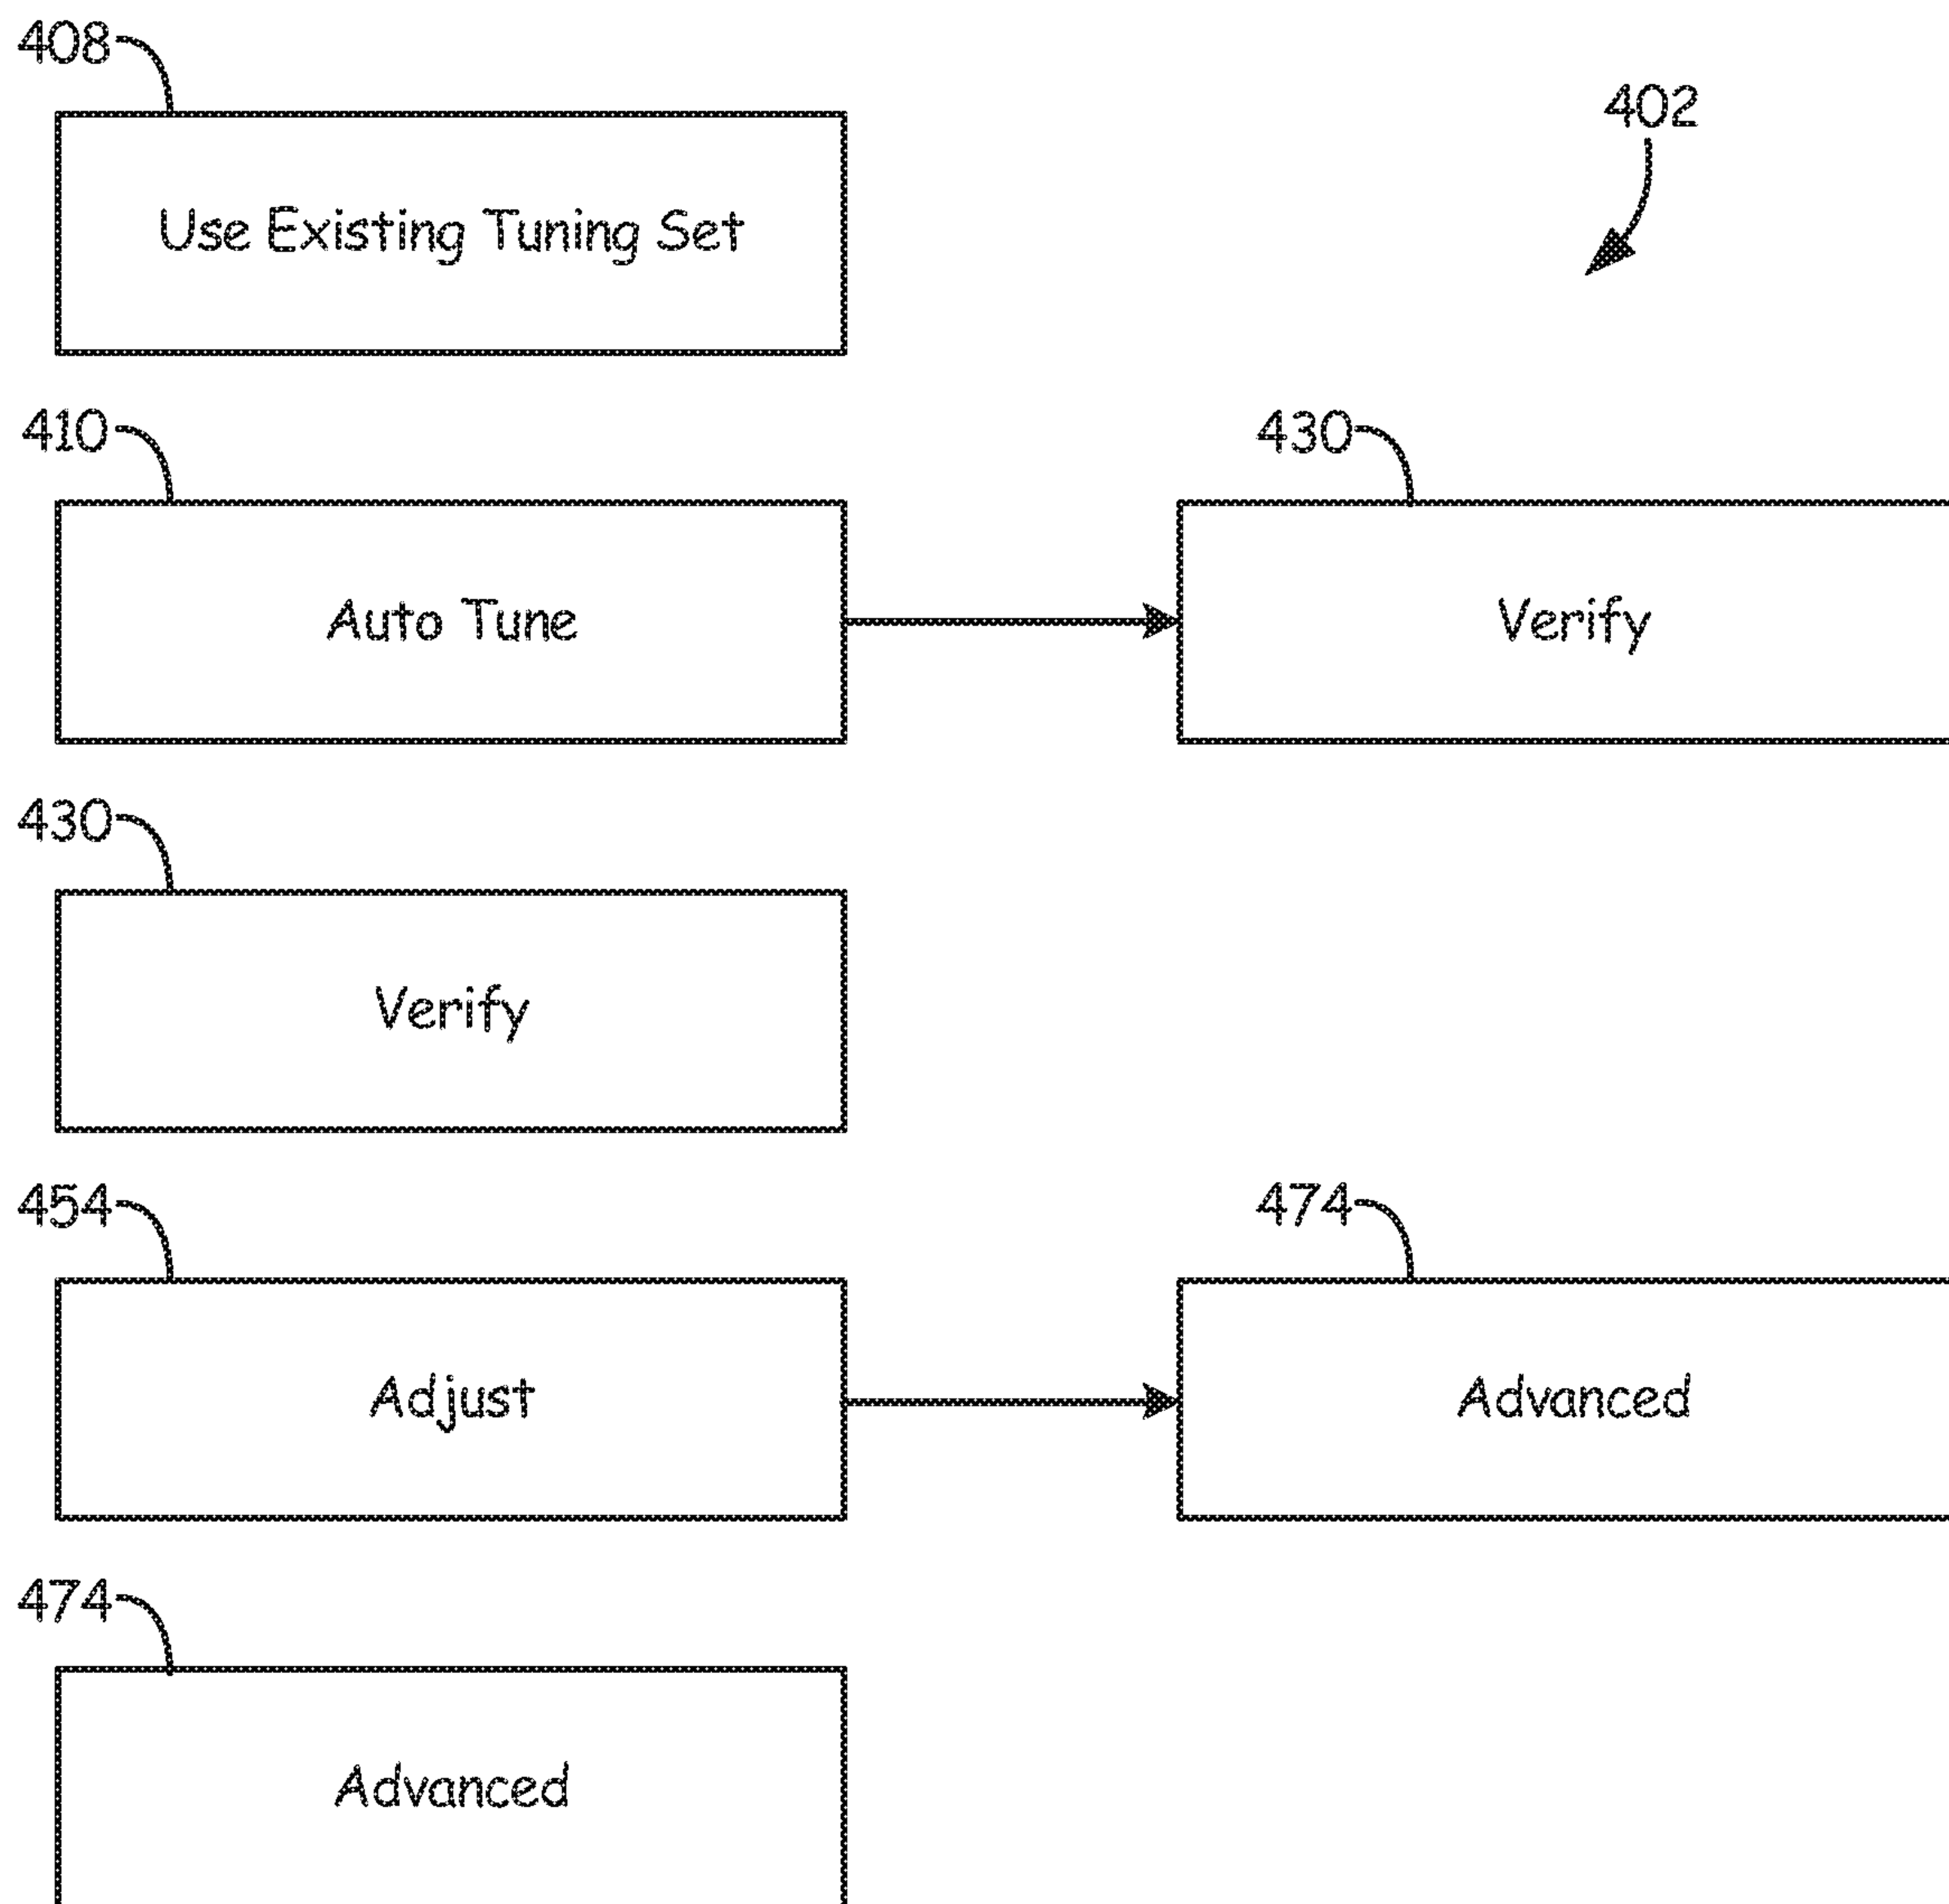 408
402
Use Existing Tuning Set
410
430
Auto Tune
Verify
430
Verify
454
474
Adjust
Advanced
474
Advanced